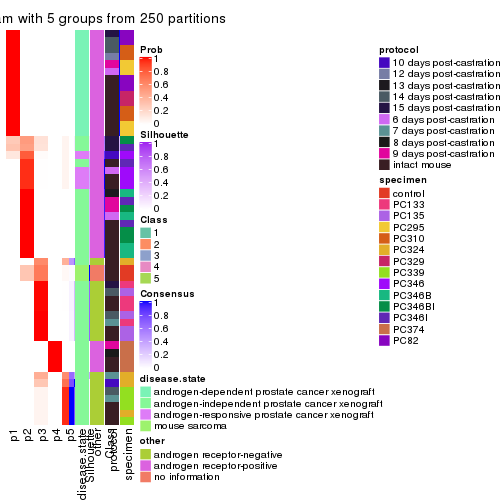 am with 5 groups from 250 partitions
Prob
1
0.8
0.6
0.4
0.2
0
Silhouette
1
0.8
0.6
0.4
0.2
0
Class
1
2
3
4
5
Consensus
1
0.8
0.6
0.4
0.2
0
disease.state
androgen-dependent prostate cancer xenograft
androgen-independent prostate cancer xenograft
androgen-responsive prostate cancer xenograft
mouse sarcoma
other
androgen receptor-negative
androgen receptor-positive
no information
protocol
10 days post-castration
12 days post-castration
13 days post-castration
14 days post-castration
15 days post-castration
6 days post-castration
7 days post-castration
8 days post-castration
9 days post-castration
intact mouse
specimen
control
PC133
PC135
PC295
PC310
PC324
PC329
PC339
PC346
PC346B
PC346BI
PC346I
PC374
PC82
p1
p2
p3
p4
p5
disease.state
Silhouette
other
Class
protocol
specimen